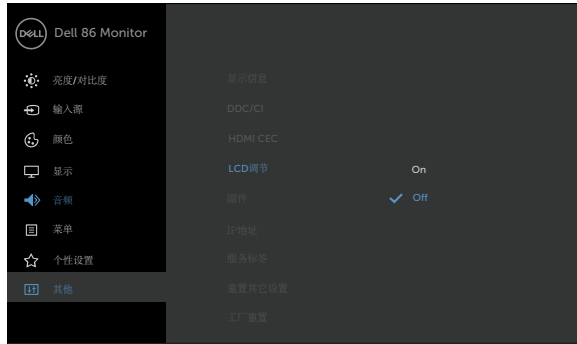 DELL Dell 86 Monitor
亮度/对比度
输入源
颜色
显示
音频
菜单
个性设置
其他
显示信息
DDC/CI
HDMI CEC
LCD调节 On
固件 Off
IP地址
服务标签
重置其它设置
工厂重置